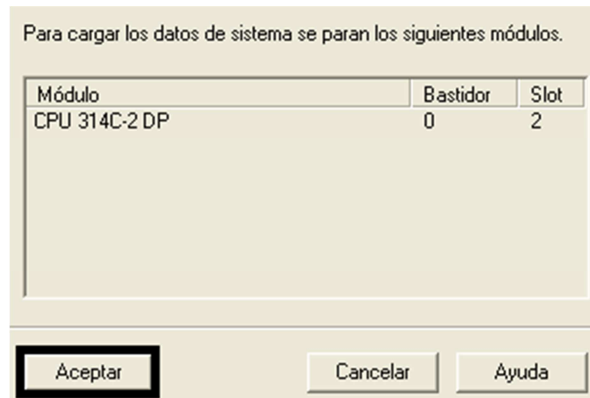 Para cargar los datos de sistema se paran los siguientes módulos.
Módulo Bastidor Slot
CPU 314C-2 DP 0 2
Aceptar Cancelar Ayuda